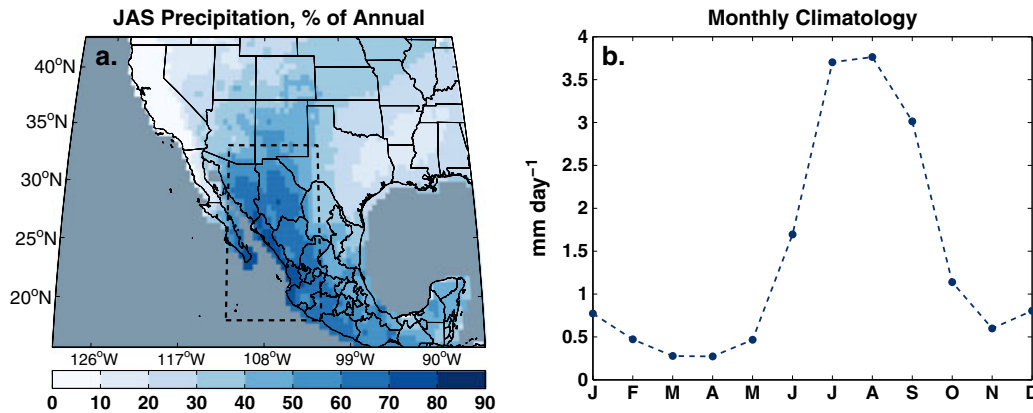 JAS Precipitation, % of Annual
a.
40°N
35°N
30°N
25°N
20°N
126°W 117°W 108°W 99°W 90°W
0 10 20 30 40 50 60 70 80 90
Monthly Climatology
b.
mm day−1
4
3.5
3
2.5
2
1.5
1
0.5
0
J F M A M J J A S O N D